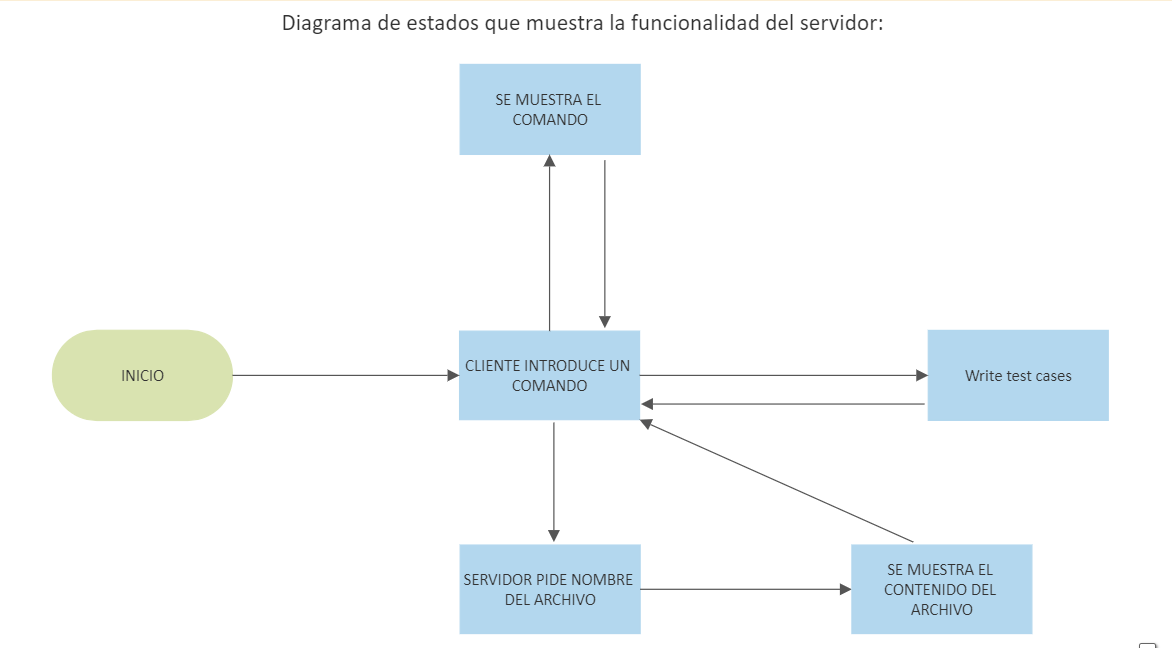 Diagrama de estados que muestra la funcionalidad del servidor:
SE MUESTRA EL
COMANDO
INICIO
CLIENTE INTRODUCE UN
COMANDO
Write test cases
SERVIDOR PIDE NOMBRE
DEL ARCHIVO
SE MUESTRA EL
CONTENIDO DEL
ARCHIVO